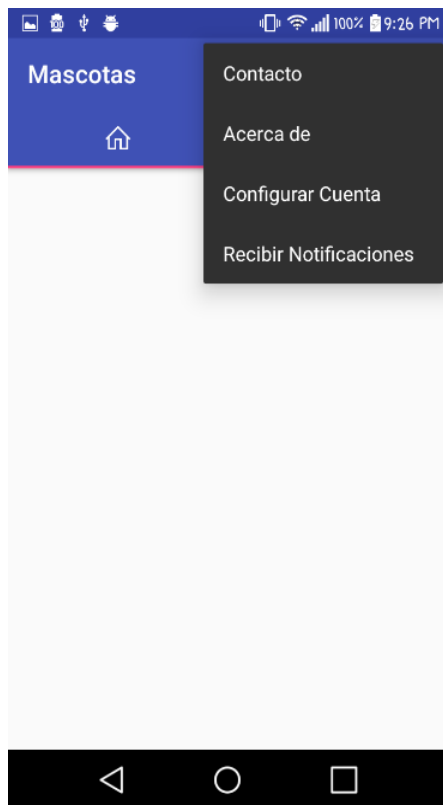 100% 9:26 PM
Mascotas
Contacto
Acerca de
Configurar Cuenta
Recibir Notificaciones